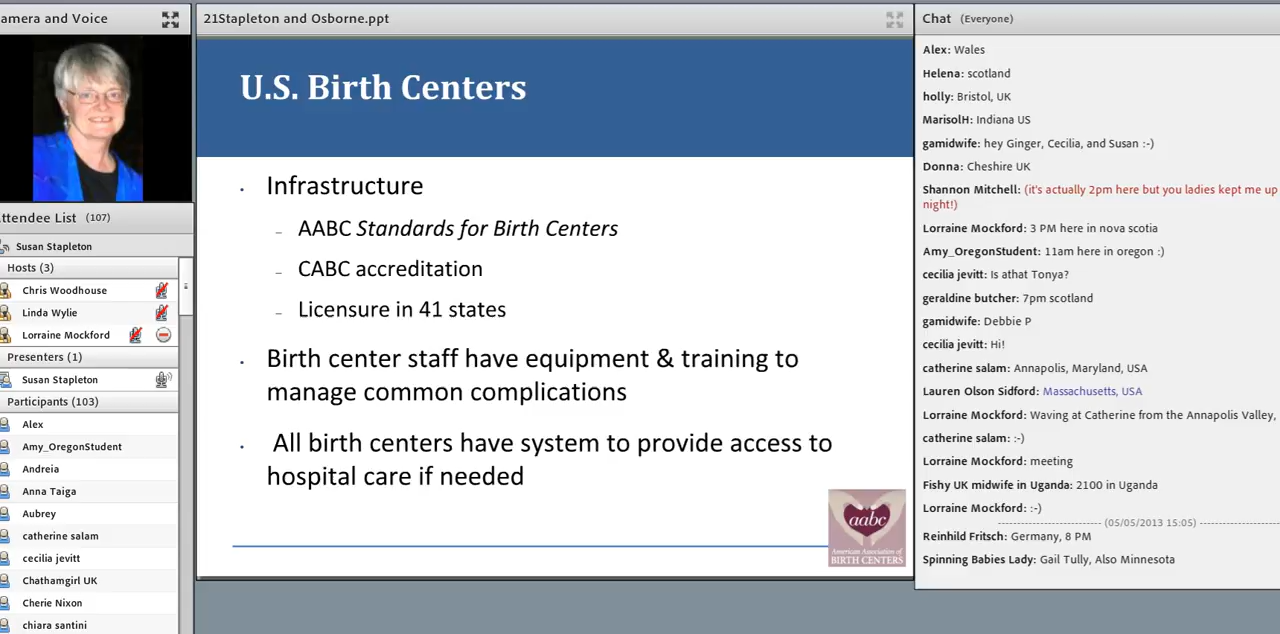 amera and Voice
21Stapleton and Osborne.ppt
Chat (Everyone)
U.S. Birth Centers
• Infrastructure
– AABC Standards for Birth Centers
– CABC accreditation
– Licensure in 41 states
• Birth center staff have equipment & training to
manage common complications
• All birth centers have system to provide access to
hospital care if needed
aabc
American Association of
BIRTH CENTERS
ttendee List (107)
Susan Stapleton
Hosts (3)
Chris Woodhouse
Linda Wylie
Lorraine Mockford
Presenters (1)
Susan Stapleton
Participants (103)
Alex
Amy_OregonStudent
Andreia
Anna Taiga
Aubrey
catherine salam
cecilia jevitt
Chathamgirl UK
Cherie Nixon
chiara santini
Alex: Wales
Helena: scotland
holly: Bristol, UK
MarisolH: Indiana US
gamidwife: hey Ginger, Cecilia, and Susan :-)
Donna: Cheshire UK
Shannon Mitchell: (it's actually 2pm here but you ladies kept me up
night!)
Lorraine Mockford: 3 PM here in nova scotia
Amy_OregonStudent: 11am here in oregon :)
cecilia jevitt: Is athat Tonya?
geraldine butcher: 7pm scotland
gamidwife: Debbie P
cecilia jevitt: Hi!
catherine salam: Annapolis, Maryland, USA
Lauren Olson Sidford: Massachusetts, USA
Lorraine Mockford: Waving at Catherine from the Annapolis Valley,
catherine salam: :-)
Lorraine Mockford: meeting
Fishy UK midwife in Uganda: 2100 in Uganda
Lorraine Mockford: :-)
(05/05/2013 15:05)
Reinhild Fritsch: Germany, 8 PM
Spinning Babies Lady: Gail Tully, Also Minnesota